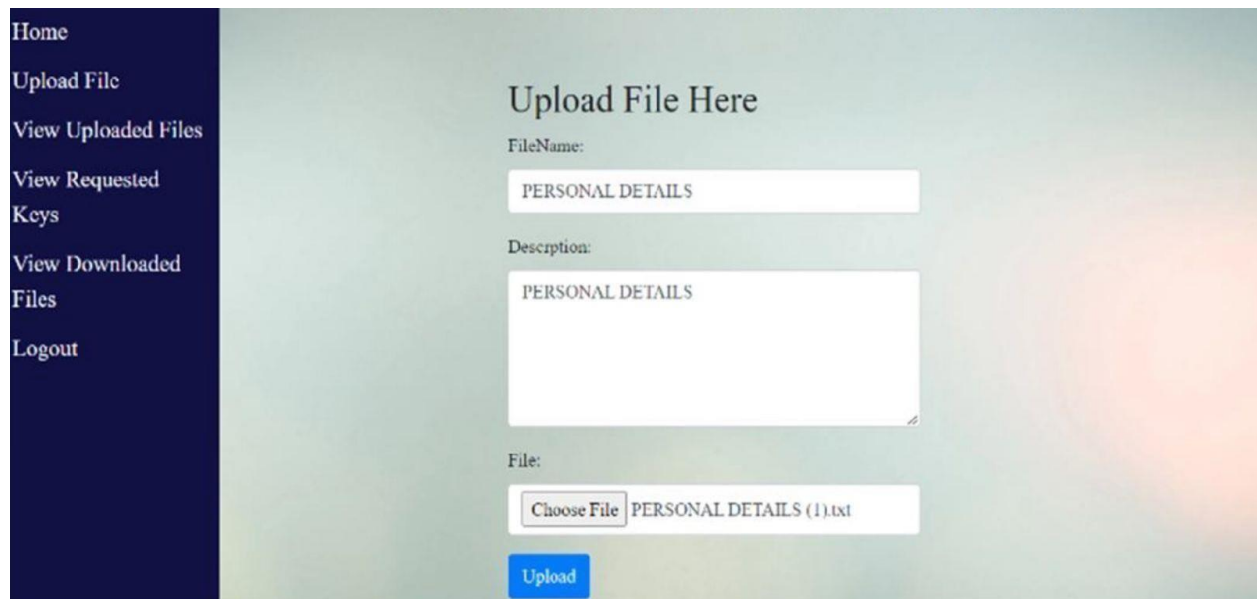 Home
Upload File
View Uploaded Files
View Requested
Keys
View Downloaded
Files
Logout
Upload File Here
FileName:
PERSONAL DETAILS
Descrption:
PERSONAL DETAILS
File:
Choose File PERSONAL DETAILS (1).txt
Upload